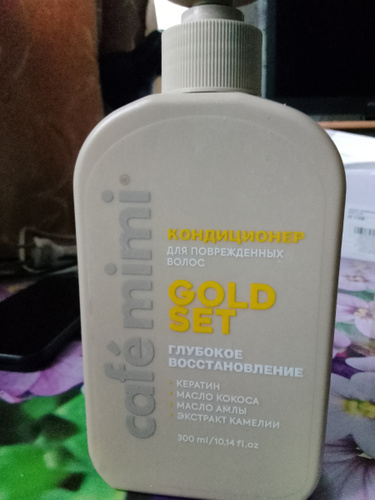 café mimi
КОНДИЦИОНЕР
ДЛЯ ПОВРЕЖДЕННЫХ
ВОЛОС
GOLD
SET
ГЛУБОКОЕ
ВОССТАНОВЛЕНИЕ
• КЕРАТИН
• МАСЛО КОКОСА
• МАСЛО АМЛЫ
• ЭКСТРАКТ КАМЕЛИИ
300 ml/10.14 fl.oz